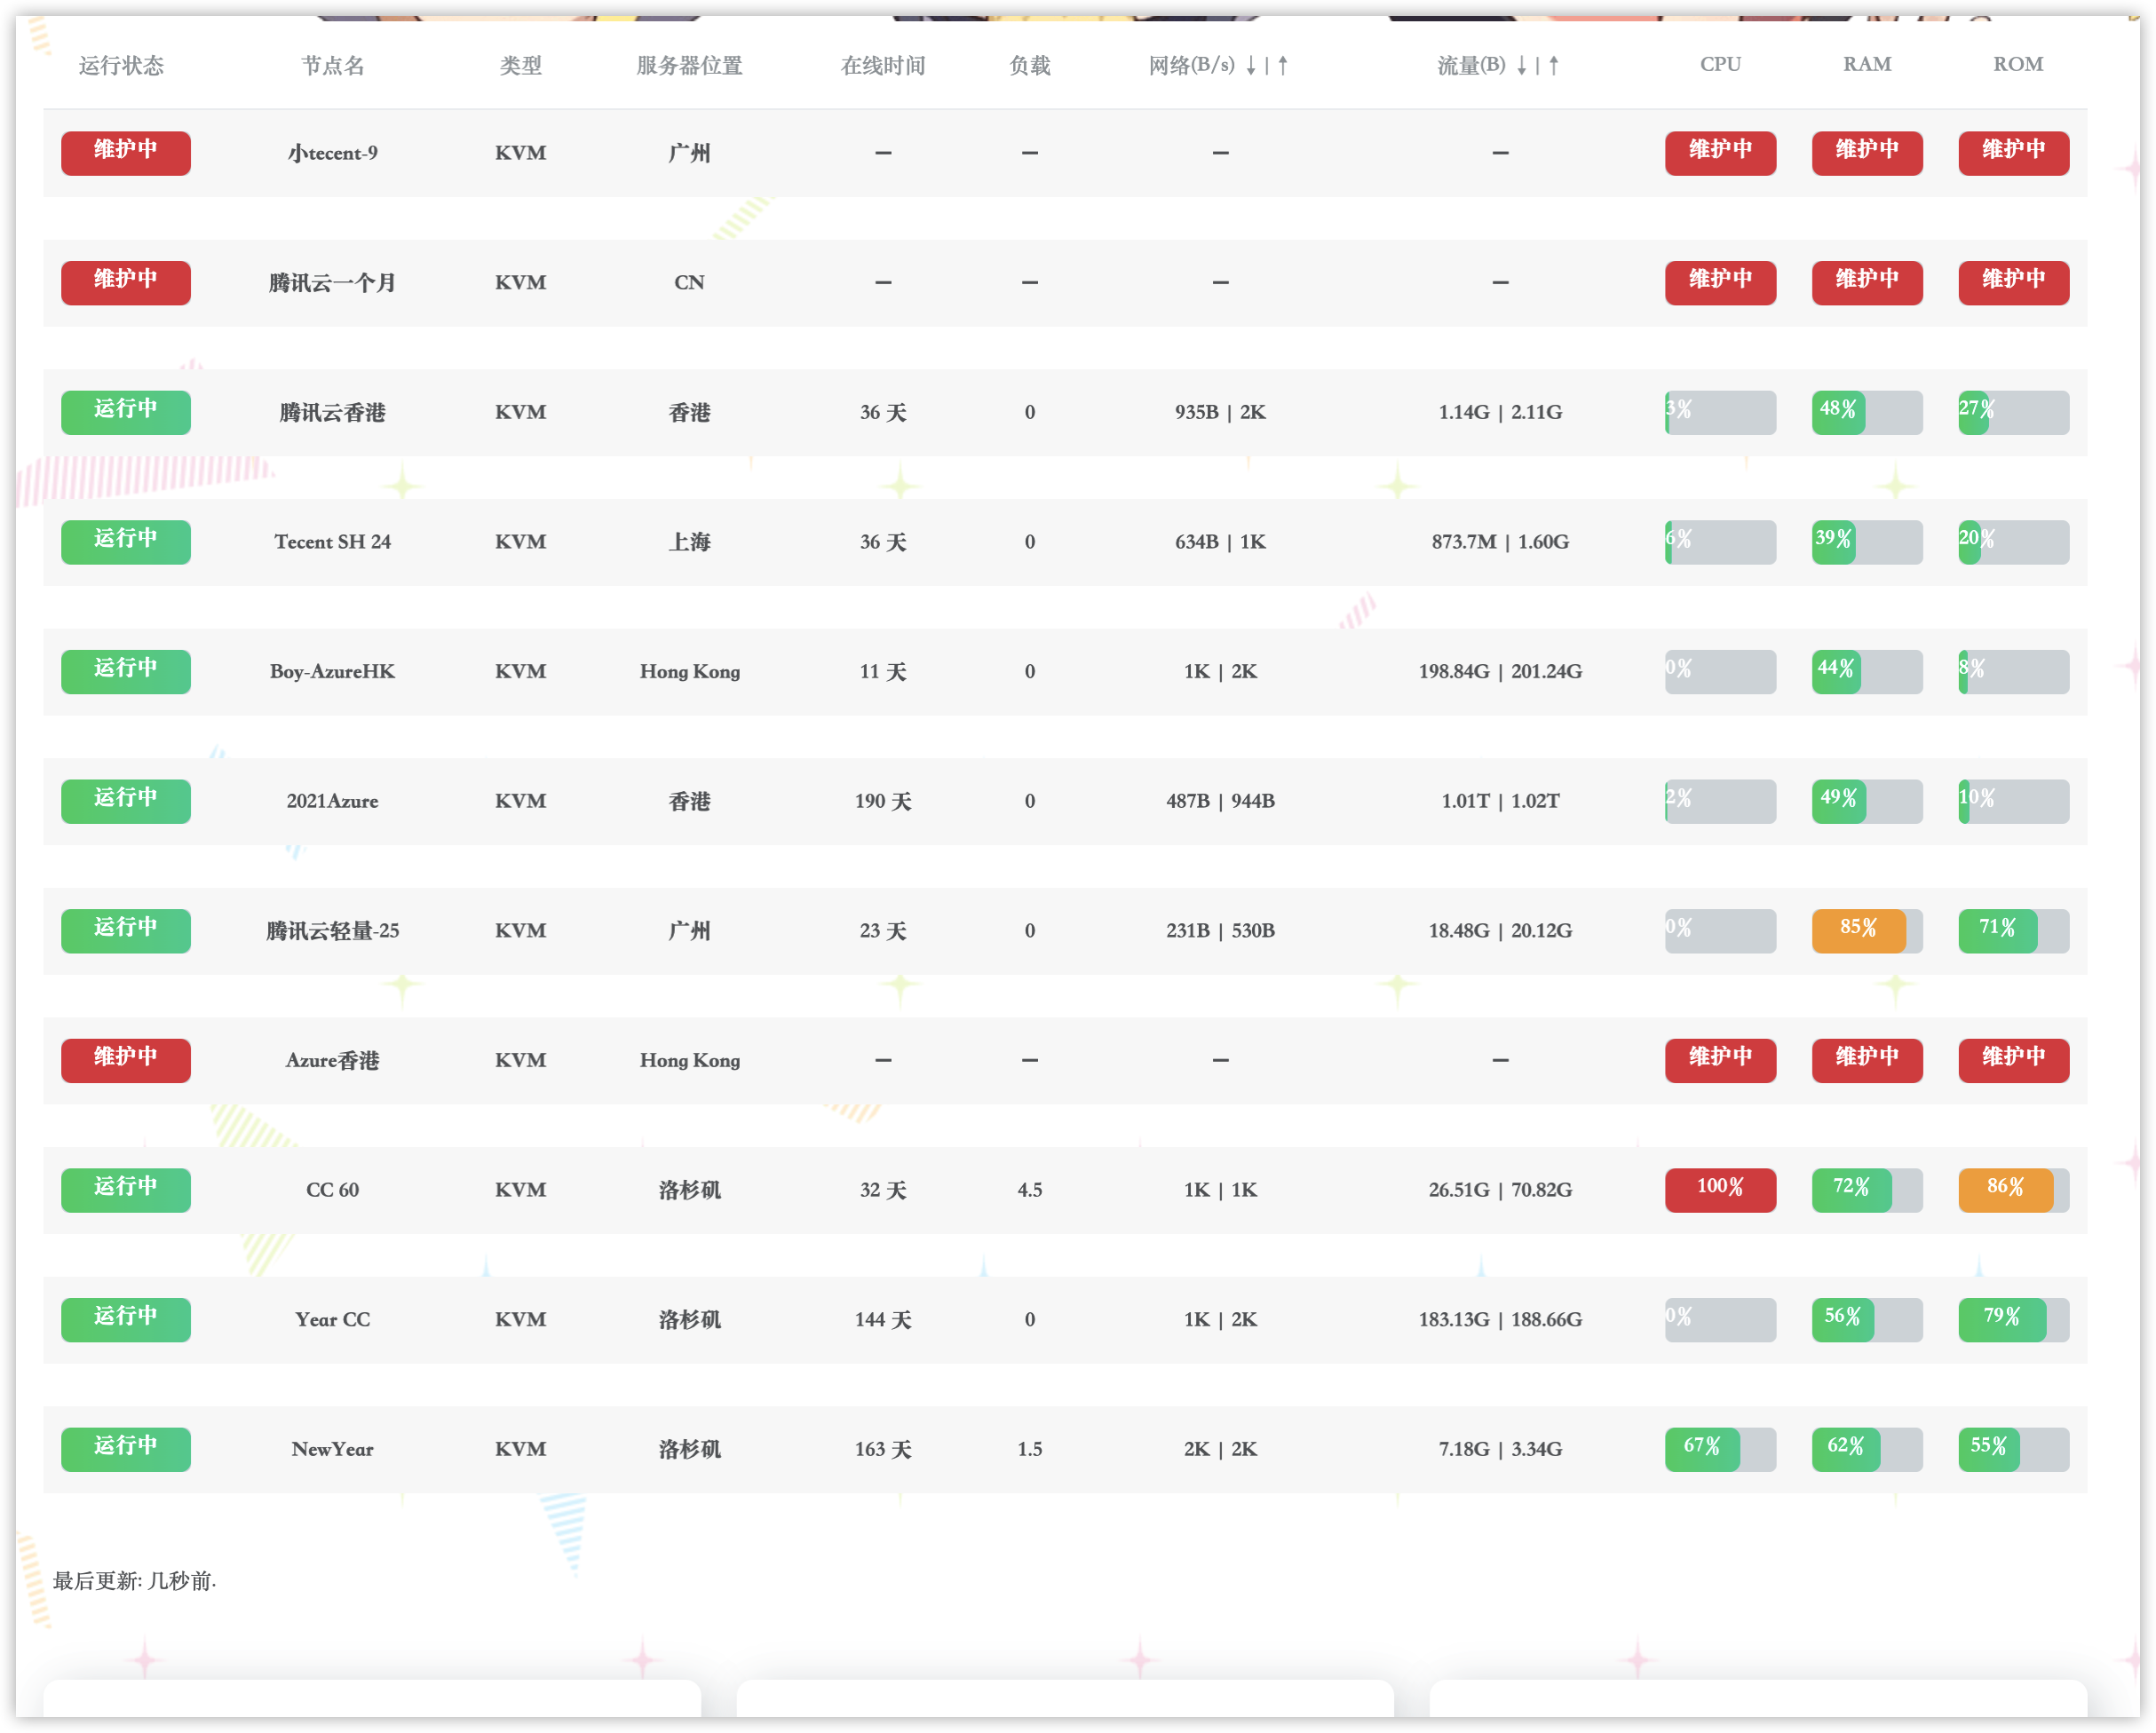 运行状态 节点名 类型 服务器位置 在线时间 负载 网络(B/s) ↓|↑ 流量(B) ↓|↑ CPU RAM ROM
维护中 小tecent-9 KVM 广州 – – – – 维护中 维护中 维护中
维护中 腾讯云一个月 KVM CN – – – – 维护中 维护中 维护中
运行中 腾讯云香港 KVM 香港 36 天 0 935B | 2K 1.14G | 2.11G 3% 48% 27%
运行中 Tecent SH 24 KVM 上海 36 天 0 634B | 1K 873.7M | 1.60G 6% 39% 20%
运行中 Boy-AzureHK KVM Hong Kong 11 天 0 1K | 2K 198.84G | 201.24G 0% 44% 8%
运行中 2021Azure KVM 香港 190 天 0 487B | 944B 1.01T | 1.02T 2% 49% 10%
运行中 腾讯云轻量-25 KVM 广州 23 天 0 231B | 530B 18.48G | 20.12G 0% 85% 71%
维护中 Azure香港 KVM Hong Kong – – – – 维护中 维护中 维护中
运行中 CC 60 KVM 洛杉矶 32 天 4.5 1K | 1K 26.51G | 70.82G 100% 72% 86%
运行中 Year CC KVM 洛杉矶 144 天 0 1K | 2K 183.13G | 188.66G 0% 56% 79%
运行中 NewYear KVM 洛杉矶 163 天 1.5 2K | 2K 7.18G | 3.34G 67% 62% 55%
最后更新: 几秒前.